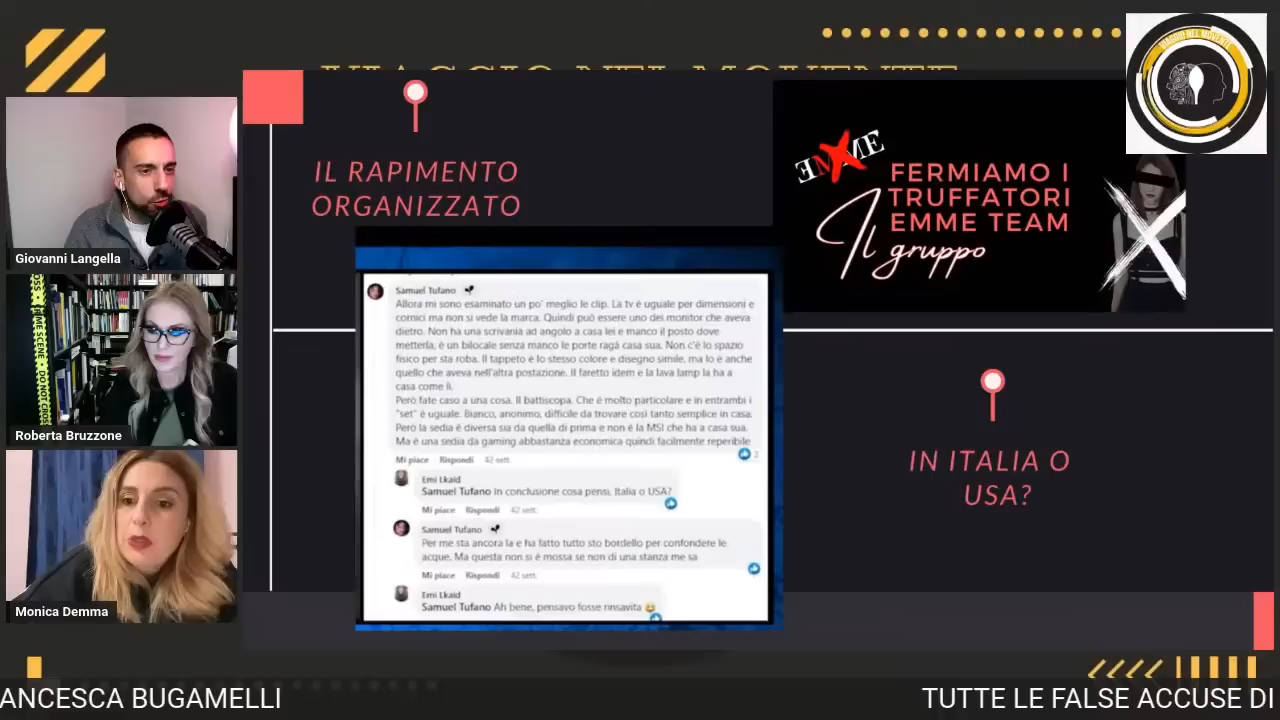 VIAGGIO NEL MOVENTE
VIAGGIO NEL MOVENTE
Giovanni Langella
Roberta Bruzzone
Monica Demma
IL RAPIMENTO
ORGANIZZATO
EMME
FERMIAMO I
TRUFFATORI
EMME TEAM
Il gruppo
Samuel Tufano
Allora mi sono esaminato un po' meglio le clip. La tv è uguale per dimensioni e
cornici ma non si vede la marca. Quindi può essere uno dei monitor che aveva
dietro. Non ha una scrivania ad angolo a casa lei e manco il posto dove
metterla, è un bilocale senza manco le porte ragà casa sua. Non c'è lo spazio
fisico per sta roba. Il tappeto è lo stesso colore e disegno simile, ma lo è anche
quello che aveva nell'altra postazione. Il faretto idem e la lava lamp la ha a
casa come lì.
Però fate caso a una cosa. Il battiscopa. Che è molto particolare e in entrambi i
"set" è uguale. Bianco, anonimo, difficile da trovare così tanto semplice in casa.
Però la sedia è diversa sia da quella di prima e non è la MSI che ha a casa sua.
Ma è una sedia da gaming abbastanza economica quindi facilmente reperibile
Mi piace Rispondi 42 sett. 2
Emi Lkaid
Samuel Tufano In conclusione cosa pensi, Italia o USA?
Mi piace Rispondi 42 sett.
Samuel Tufano
Per me sta ancora la e ha fatto tutto sto bordello per confondere le
acque. Ma questa non si è mossa se non di una stanza me sa
Mi piace Rispondi 42 sett.
Emi Lkaid
Samuel Tufano Ah bene, pensavo fosse rinsavita
IN ITALIA O
USA?
ANCESCA BUGAMELLI
TUTTE LE FALSE ACCUSE DI